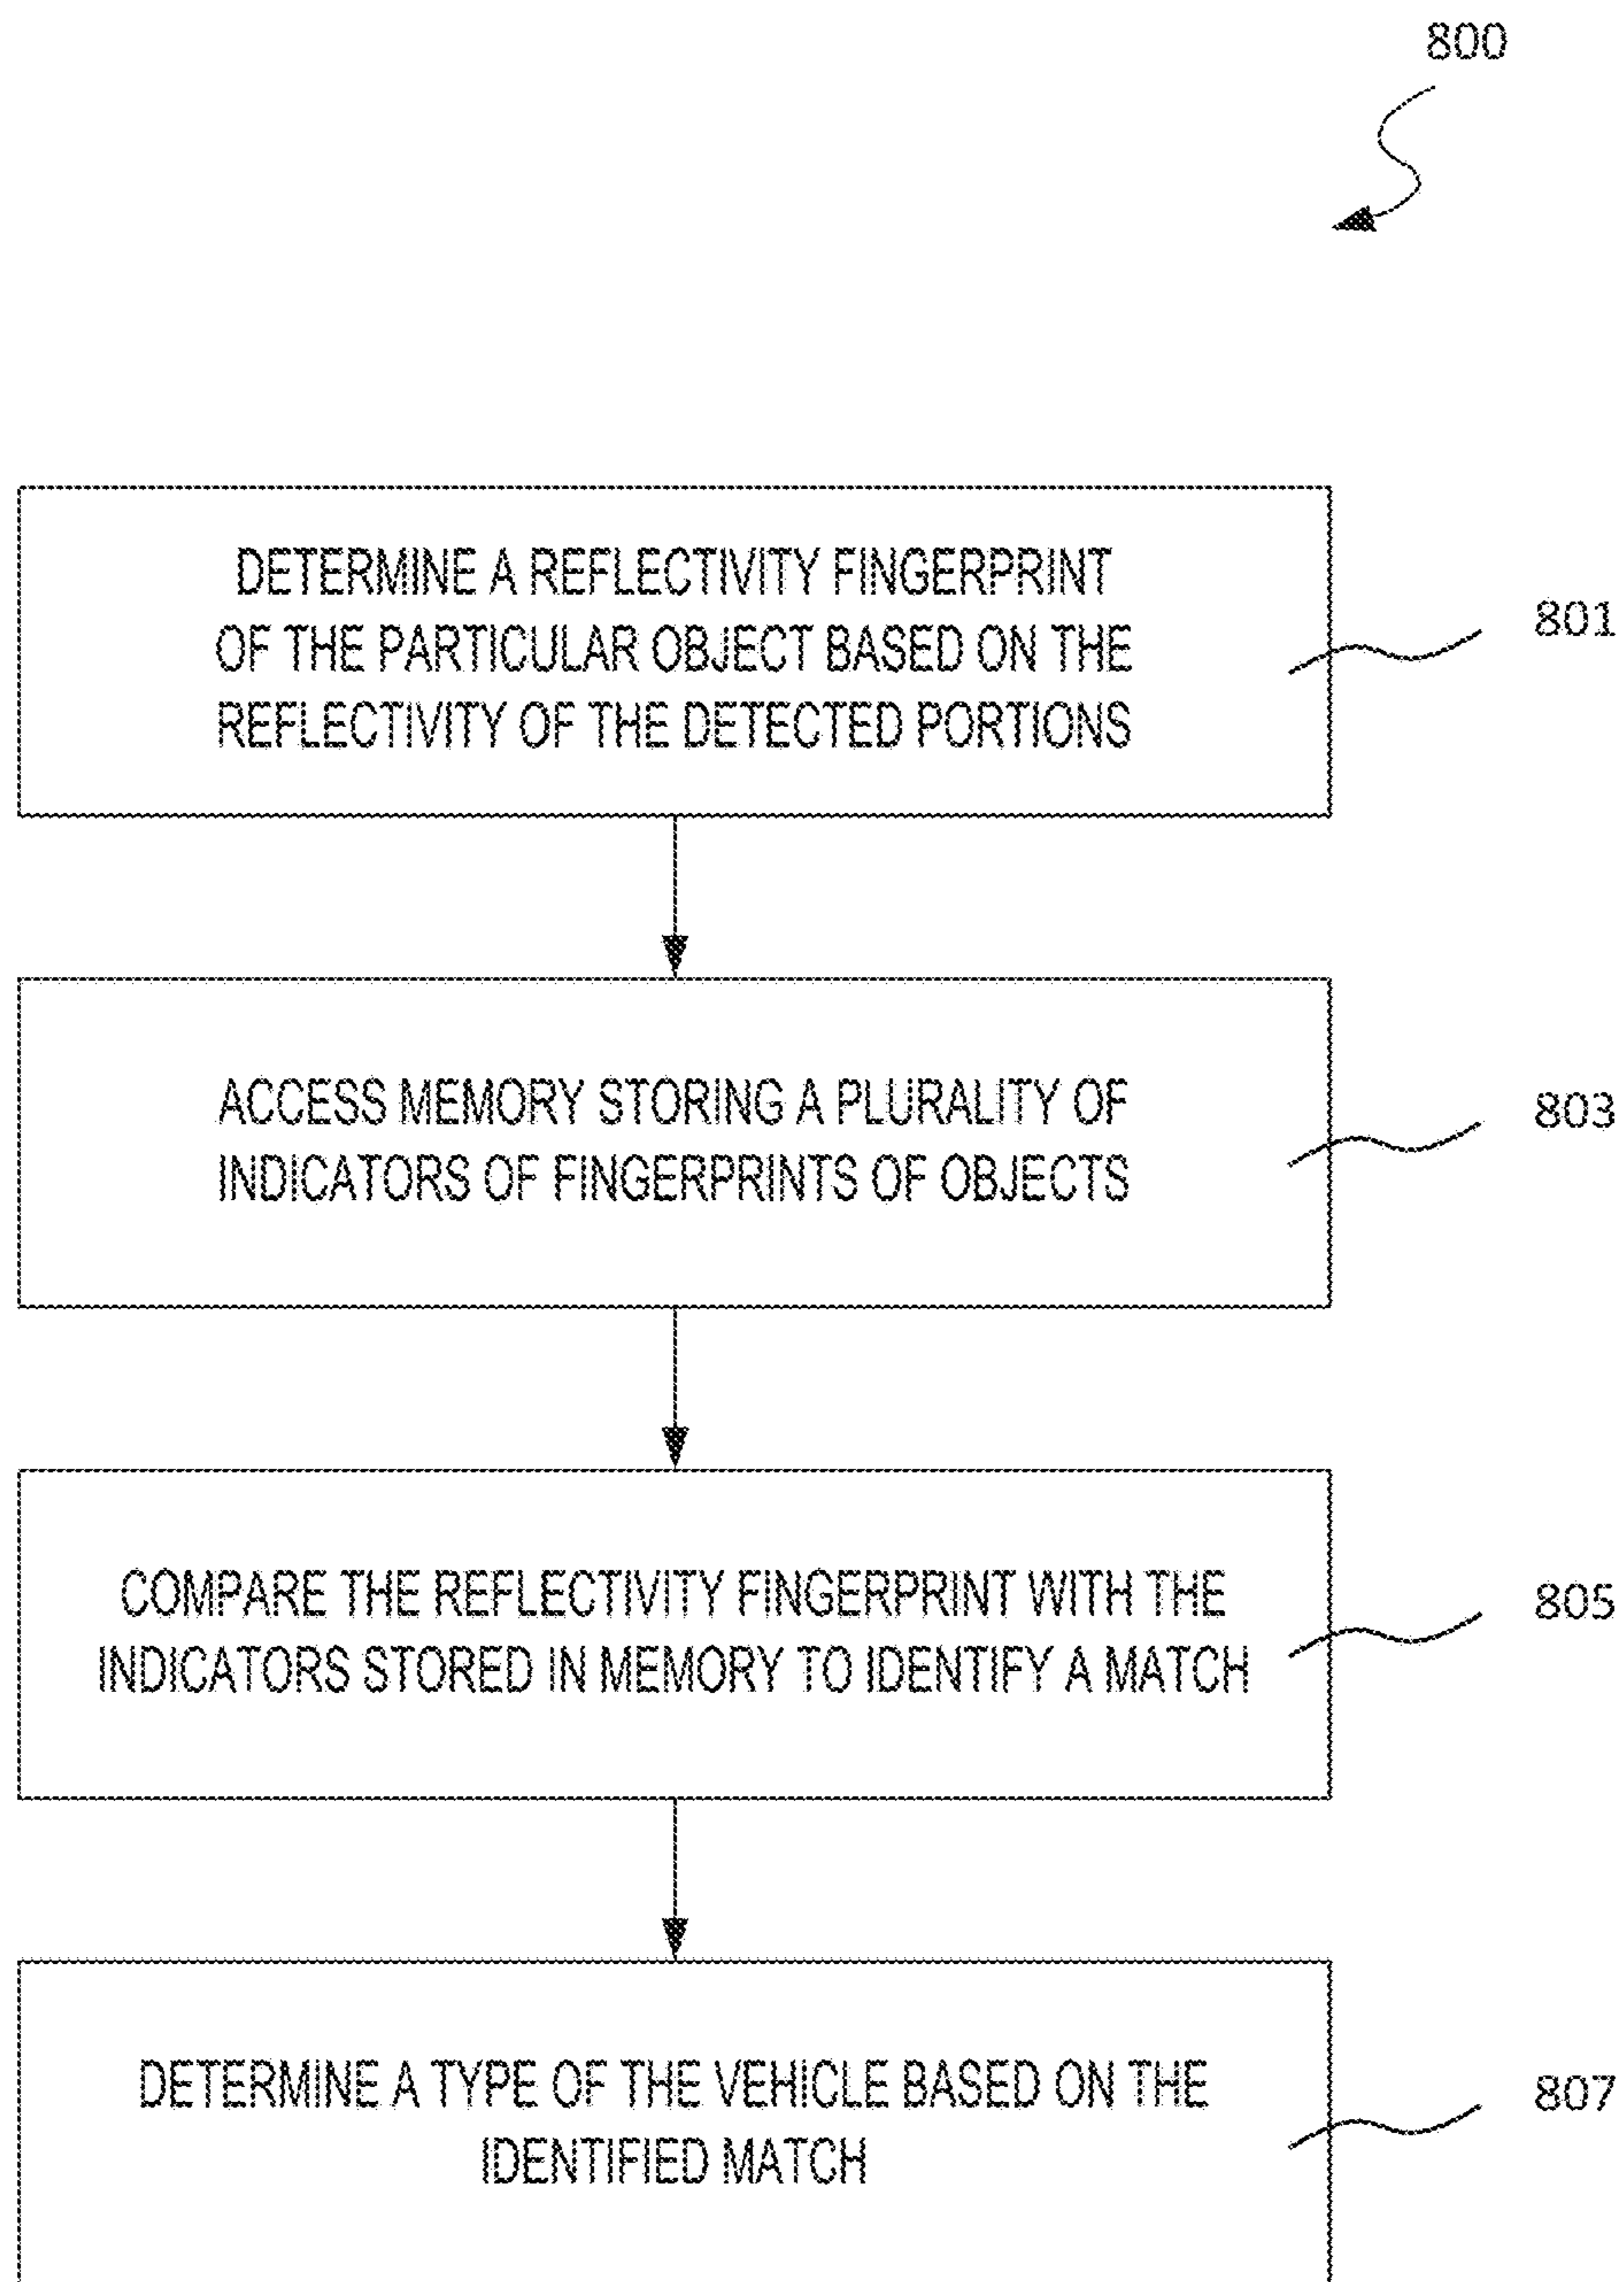 800
DETERMINE A REFLECTIVITY FINGERPRINT
OF THE PARTICULAR OBJECT BASED ON THE
REFLECTIVITY OF THE DETECTED PORTIONS
801
ACCESS MEMORY STORING A PLURALITY OF
INDICATORS OF FINGERPRINTS OF OBJECTS
803
COMPARE THE REFLECTIVITY FINGERPRINT WITH THE
INDICATORS STORED IN MEMORY TO IDENTIFY A MATCH
805
DETERMINE A TYPE OF THE VEHICLE BASED ON THE
IDENTIFIED MATCH
807